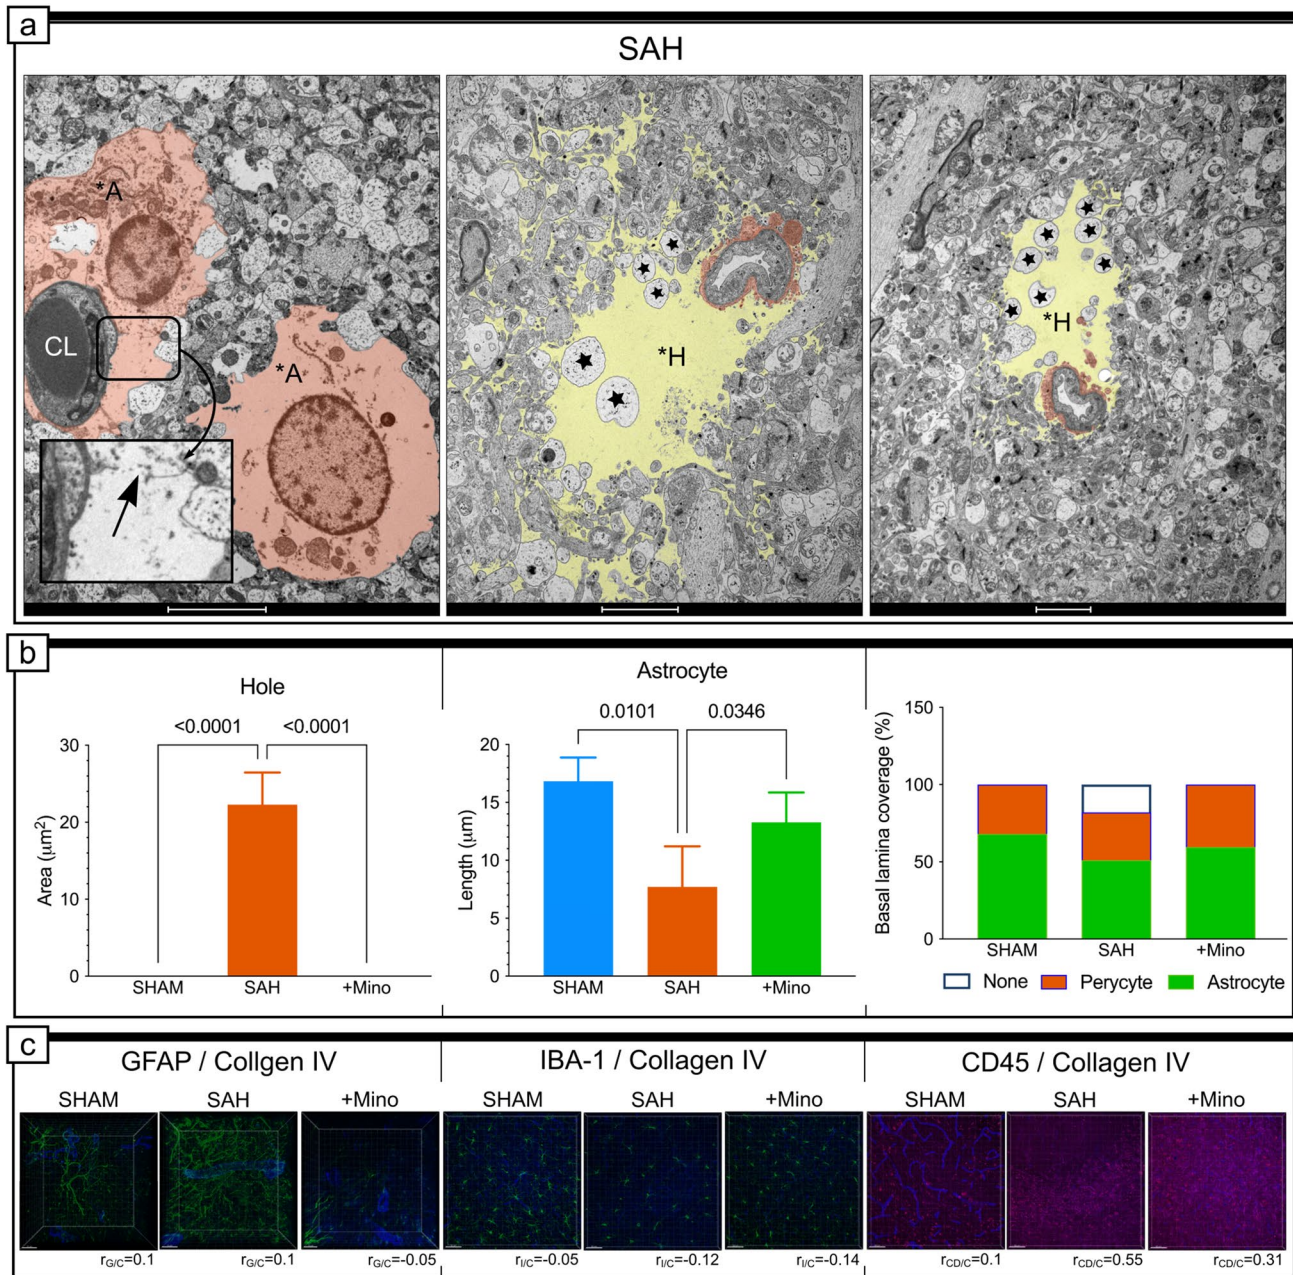 a
SAH
*A
*A
CL
*H
*H
b
Hole
<0.0001 <0.0001
Area (μm²)
30
20
10
0
SHAM SAH +Mino
Astrocyte
0.0101 0.0346
Length (μm)
20
15
10
5
0
SHAM SAH +Mino
Basal lamina coverage (%)
150
100
50
0
SHAM SAH +Mino
None Perycyte Astrocyte
c
GFAP / Collgen IV
SHAM SAH +Mino
rG/C=0.1 rG/C=0.1 rG/C=-0.05
IBA-1 / Collagen IV
SHAM SAH +Mino
rI/C=-0.05 rI/C=-0.12 rI/C=-0.14
CD45 / Collagen IV
SHAM SAH +Mino
rCD/C=0.1 rCD/C=0.55 rCD/C=0.31